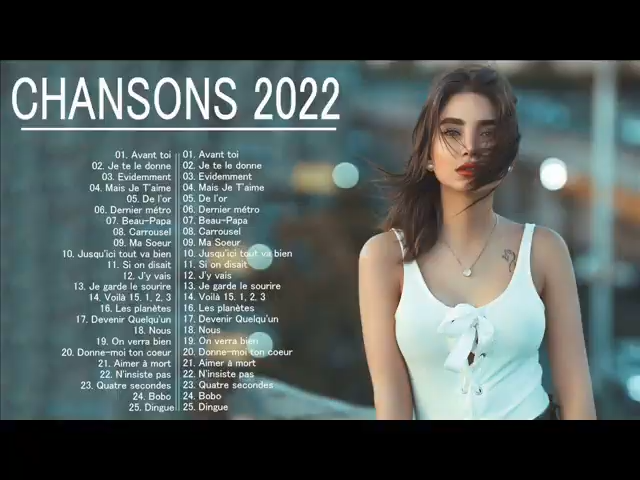 CHANSONS 2022
01. Avant toi
02. Je te le donne
03. Evidemment
04. Mais Je T'aime
05. De l'or
06. Dernier métro
07. Beau-Papa
08. Carrousel
09. Ma Soeur
10. Jusqu'ici tout va bien
11. Si on disait
12. J'y vais
13. Je garde le sourire
14. Voilà 15. 1, 2, 3
16. Les planètes
17. Devenir Quelqu'un
18. Nous
19. On verra bien
20. Donne-moi ton coeur
21. Aimer à mort
22. N'insiste pas
23. Quatre secondes
24. Bobo
25. Dingue
01. Avant toi
02. Je te le donne
03. Evidemment
04. Mais Je T'aime
05. De l'or
06. Dernier métro
07. Beau-Papa
08. Carrousel
09. Ma Soeur
10. Jusqu'ici tout va bien
11. Si on disait
12. J'y vais
13. Je garde le sourire
14. Voilà 15. 1, 2, 3
16. Les planètes
17. Devenir Quelqu'un
18. Nous
19. On verra bien
20. Donne-moi ton coeur
21. Aimer à mort
22. N'insiste pas
23. Quatre secondes
24. Bobo
25. Dingue